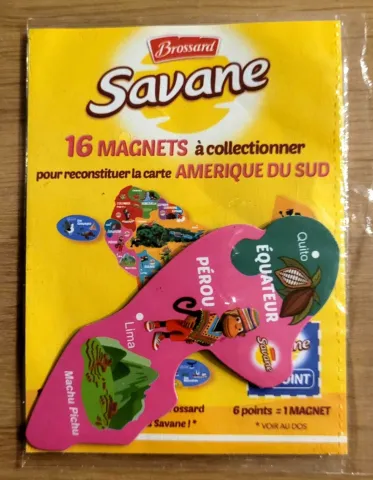 Brossard
Savane
16 MAGNETS à collectionner
pour reconstituer la carte AMERIQUE DU SUD
Quito
ÉQUATEUR
PÉROU
Lima
Machu Pichu
Brossard
Savane
POINT
Brossard
Savane ! *
6 points = 1 MAGNET
* VOIR AU DOS